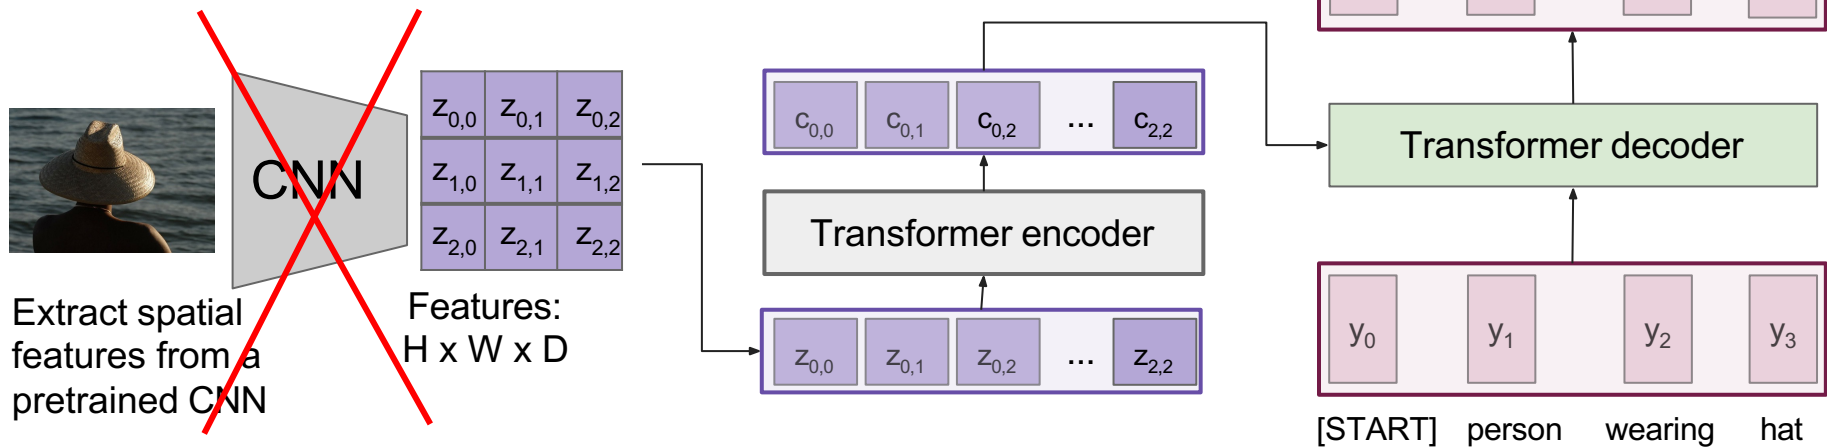 CNN
z0,0 z0,1 z0,2
z1,0 z1,1 z1,2
z2,0 z2,1 z2,2
Extract spatial
features from a
pretrained CNN
Features:
H x W x D
c0,0 c0,1 c0,2 ... c2,2
Transformer encoder
z0,0 z0,1 z0,2 ... z2,2
Transformer decoder
y0 y1 y2 y3
[START] person wearing hat